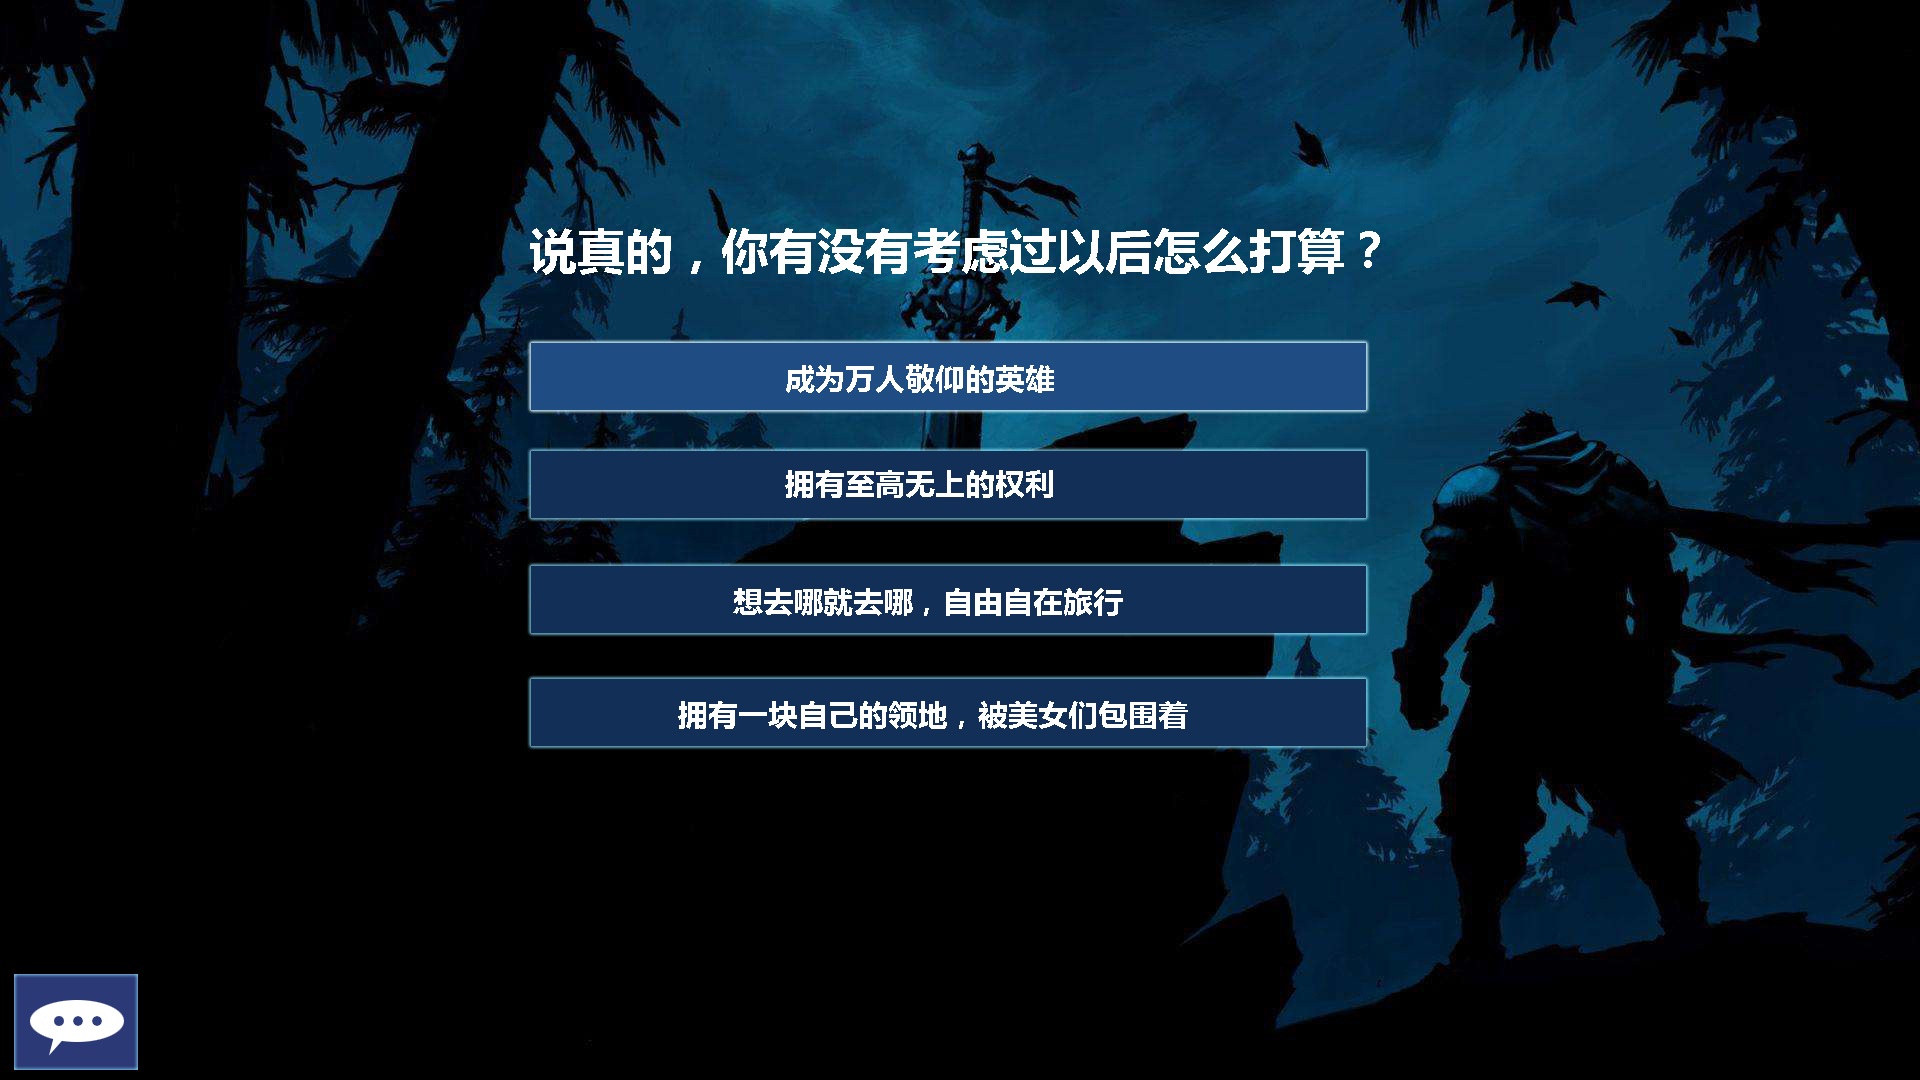 说真的，你有没有考虑过以后怎么打算？
成为万人敬仰的英雄
拥有至高无上的权利
想去哪就去哪，自由自在旅行
拥有一块自己的领地，被美女们包围着